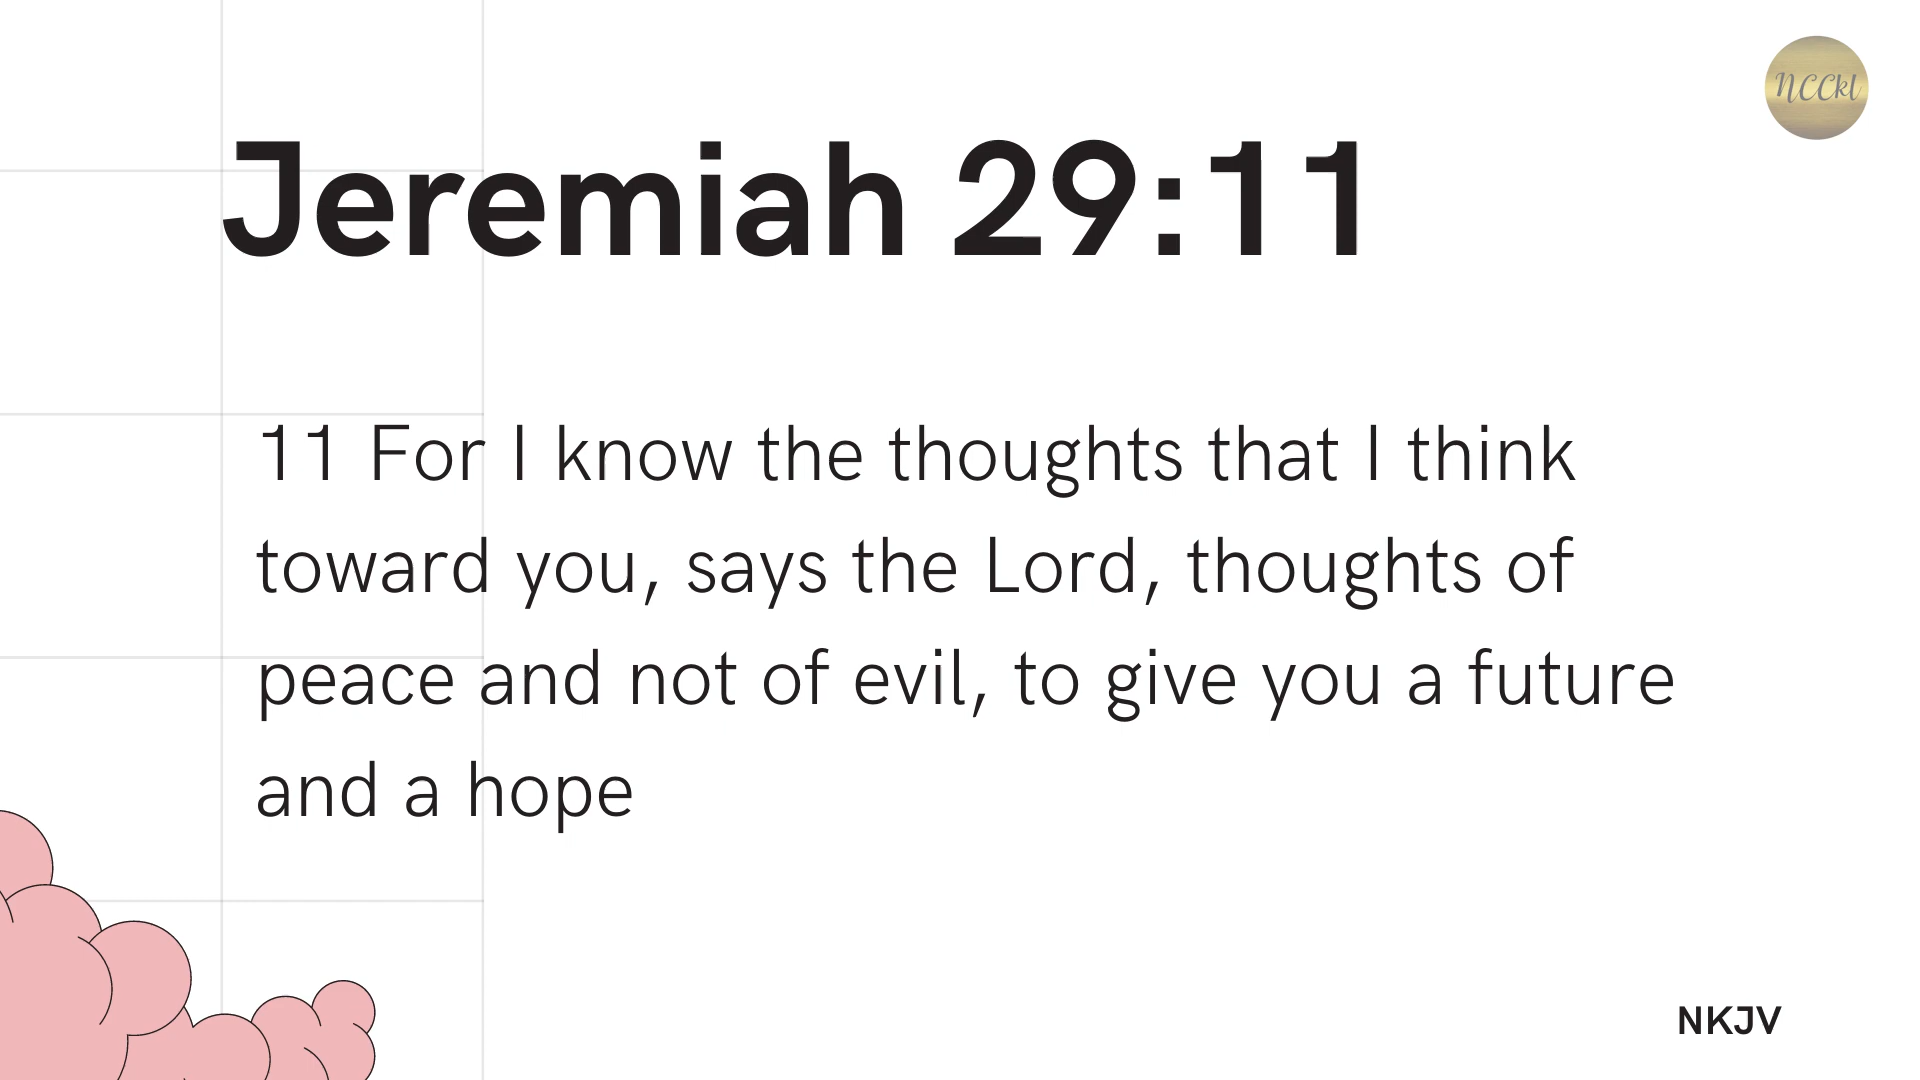 NCCkl
Jeremiah 29:11
11 For I know the thoughts that I think
toward you, says the Lord, thoughts of
peace and not of evil, to give you a future
and a hope
NKJV